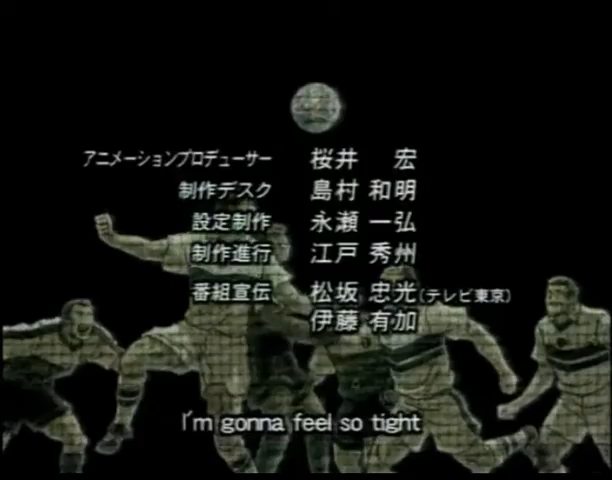 アニメーションプロデューサー 桜井 宏
制作デスク 島村 和明
設定制作 永瀬 一弘
制作進行 江戸 秀州
番組宣伝 松坂 忠光(テレビ東京)
伊藤 有加
I'm gonna feel so tight